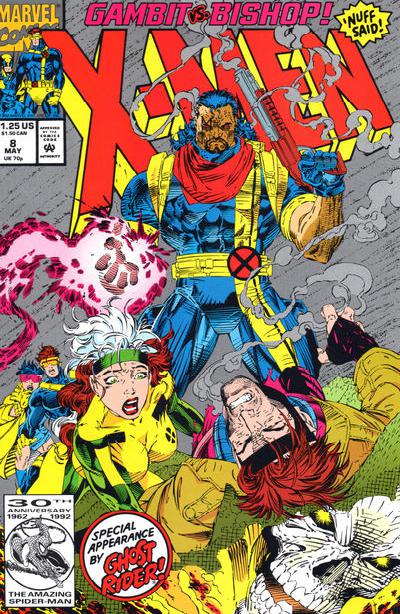 MARVEL
COMICS
GAMBIT VS. BISHOP!
'NUFF
SAID!
X-MEN
$1.25 US
$1.50 CAN
8
MAY
UK 70p
APPROVED
BY THE
COMICS
CODE
CA
AUTHORITY
30TH
ANNIVERSARY
1962 1992
THE AMAZING
SPIDER-MAN
SPECIAL
APPEARANCE
BY
GHOST
RIDER!